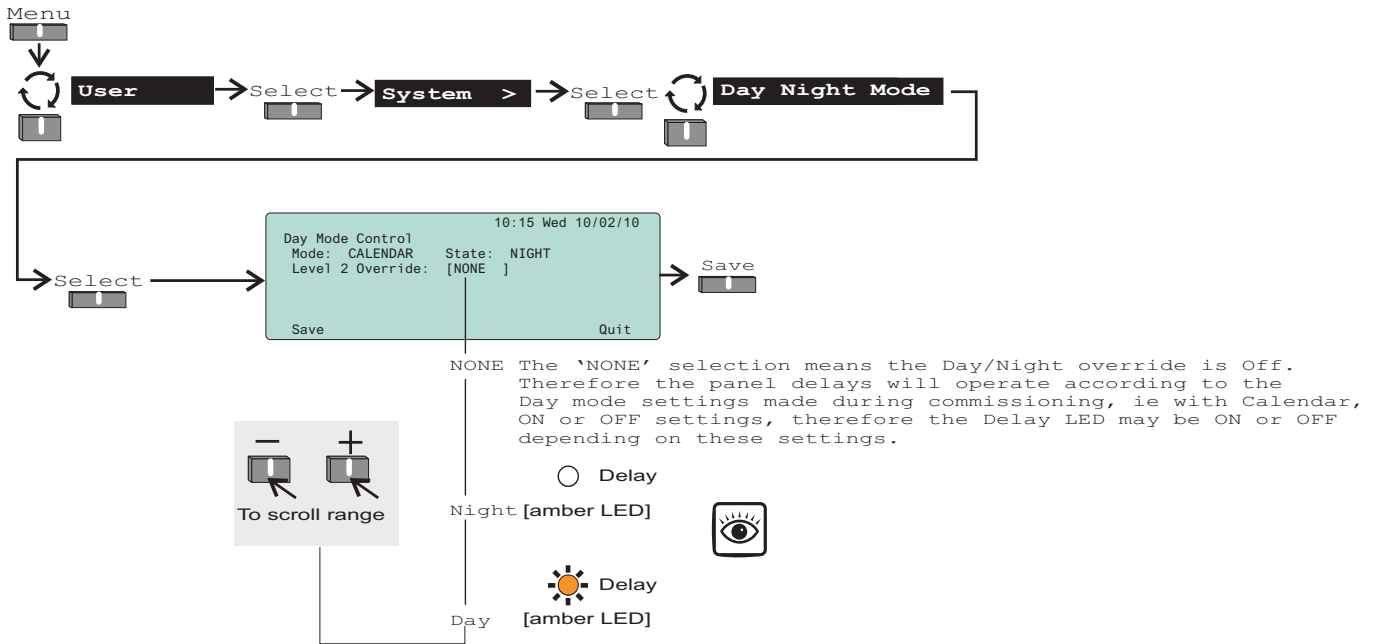 Menu
User
Select
System >
Select
Day Night Mode
Select
10:15 Wed 10/02/10
Day Mode Control
Mode: CALENDAR State: NIGHT
Level 2 Override: [NONE ]
Save Quit
Save
NONE The ‘NONE’ selection means the Day/Night override is Off.
Therefore the panel delays will operate according to the
Day mode settings made during commissioning, ie with Calendar,
ON or OFF settings, therefore the Delay LED may be ON or OFF
depending on these settings.
− +
To scroll range
Delay
Night [amber LED]
Delay
Day [amber LED]